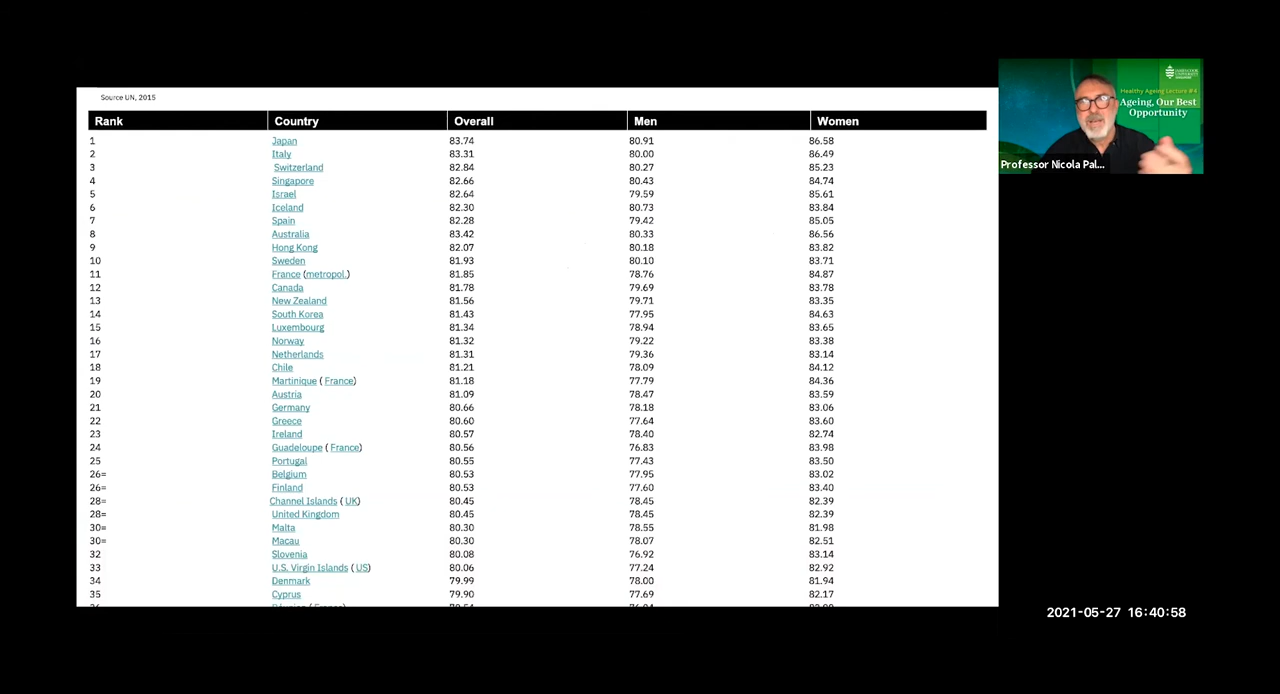 Source UN, 2015
Rank Country Overall Men Women
1 Japan 83.74 80.91 86.58
2 Italy 83.31 80.00 86.49
3 Switzerland 82.84 80.27 85.23
4 Singapore 82.66 80.43 84.74
5 Israel 82.64 79.59 85.61
6 Iceland 82.30 80.73 83.84
7 Spain 82.28 79.42 85.05
8 Australia 83.42 80.33 86.56
9 Hong Kong 82.07 80.18 83.82
10 Sweden 81.93 80.10 83.71
11 France (metropol.) 81.85 78.76 84.87
12 Canada 81.78 79.69 83.78
13 New Zealand 81.56 79.71 83.35
14 South Korea 81.43 77.95 84.63
15 Luxembourg 81.34 78.94 83.65
16 Norway 81.32 79.22 83.38
17 Netherlands 81.31 79.36 83.14
18 Chile 81.21 78.09 84.12
19 Martinique ( France) 81.18 77.79 84.36
20 Austria 81.09 78.47 83.59
21 Germany 80.66 78.18 83.06
22 Greece 80.60 77.64 83.60
23 Ireland 80.57 78.40 82.74
24 Guadeloupe ( France) 80.56 76.83 83.98
25 Portugal 80.55 77.43 83.50
26= Belgium 80.53 77.95 83.02
26= Finland 80.53 77.60 83.40
28= Channel Islands ( UK) 80.45 78.45 82.39
28= United Kingdom 80.45 78.45 82.39
30= Malta 80.30 78.55 81.98
30= Macau 80.30 78.07 82.51
32 Slovenia 80.08 76.92 83.14
33 U.S. Virgin Islands ( US) 80.06 77.24 82.92
34 Denmark 79.99 78.00 81.94
35 Cyprus 79.90 77.69 82.17
Healthy Ageing Lecture #4
Ageing, Our Best
Opportunity
Professor Nicola Pal...
2021-05-27 16:40:58